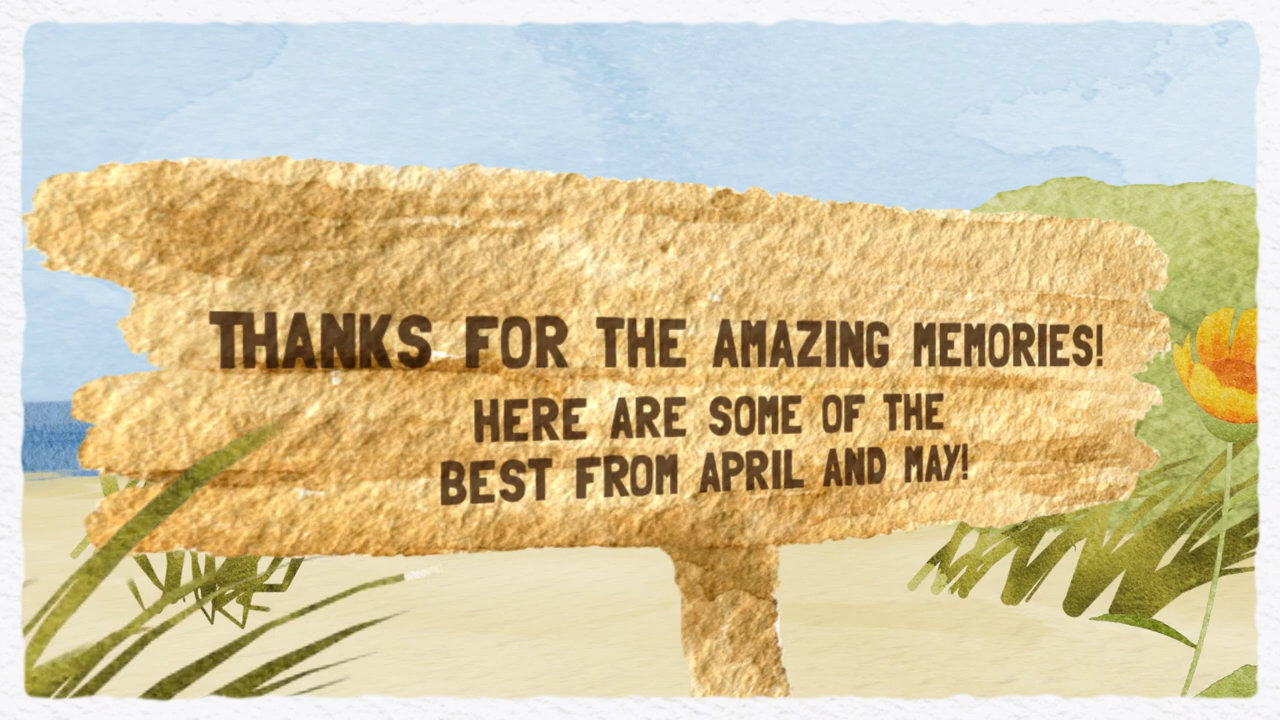 THANKS FOR THE AMAZING MEMORIES!
HERE ARE SOME OF THE
BEST FROM APRIL AND MAY!